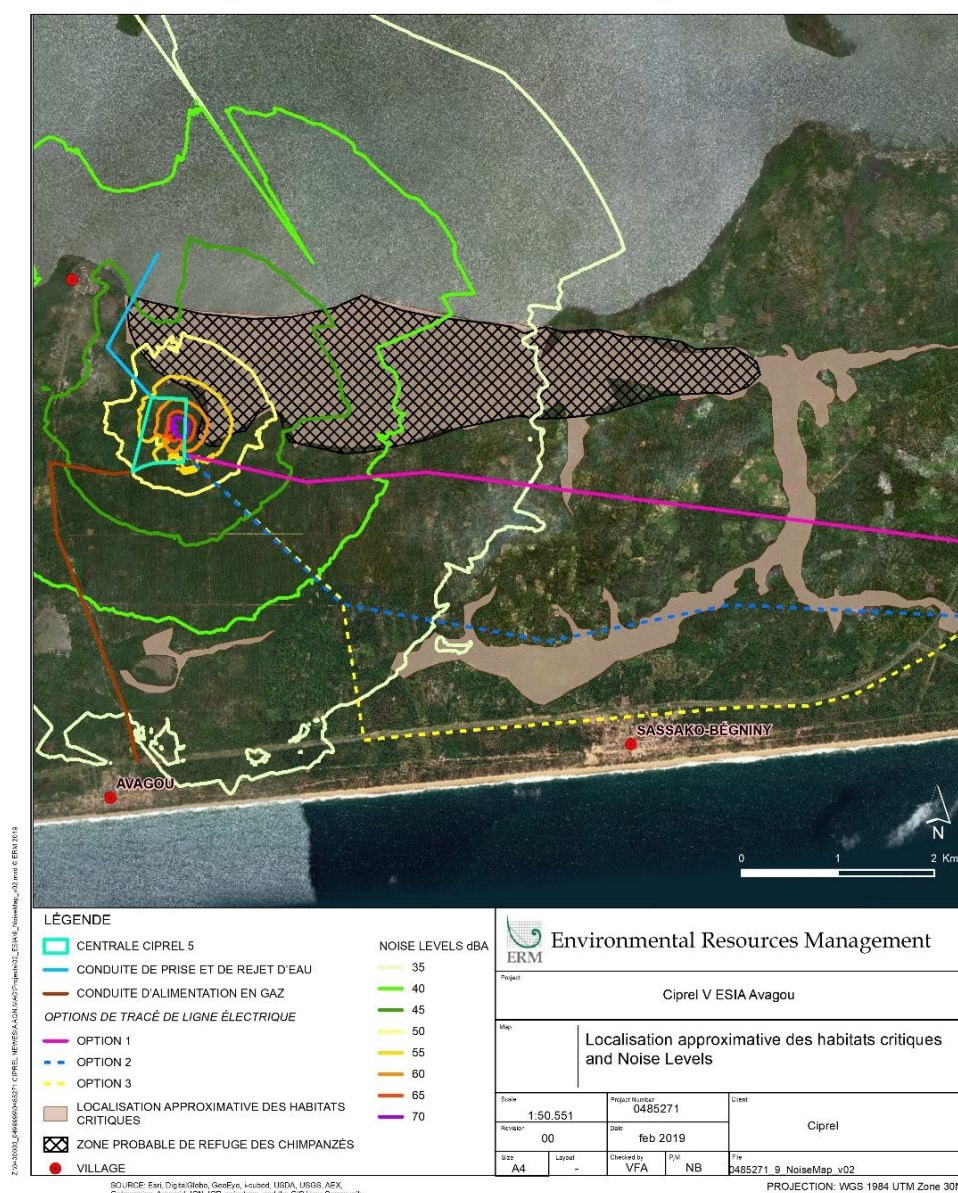 AVAGOU
SASSAKO-BÉGNINY
N
0 1 2 Km
LÉGENDE
CENTRALE CIPREL 5
CONDUITE DE PRISE ET DE REJET D'EAU
CONDUITE D'ALIMENTATION EN GAZ
OPTIONS DE TRACÉ DE LIGNE ÉLECTRIQUE
OPTION 1
OPTION 2
OPTION 3
LOCALISATION APPROXIMATIVE DES HABITATS
CRITIQUES
ZONE PROBABLE DE REFUGE DES CHIMPANZÉS
VILLAGE
NOISE LEVELS dBA
35
40
45
50
55
60
65
70
ERM
Environmental Resources Management
Project
Ciprel V ESIA Avagou
Map
Localisation approximative des habitats critiques
and Noise Levels
Scale
1:50.551
Project Number
0485271
Client
Ciprel
Revision
00
Date
feb 2019
Size
A4
Layout
-
Checked by
VFA
P,M
NB
File
0485271_9_NoiseMap_v02
SOURCE: Esri, DigitalGlobe, GeoEye, i-cubed, USDA, USGS, AEX,
PROJECTION: WGS 1984 UTM Zone 30N